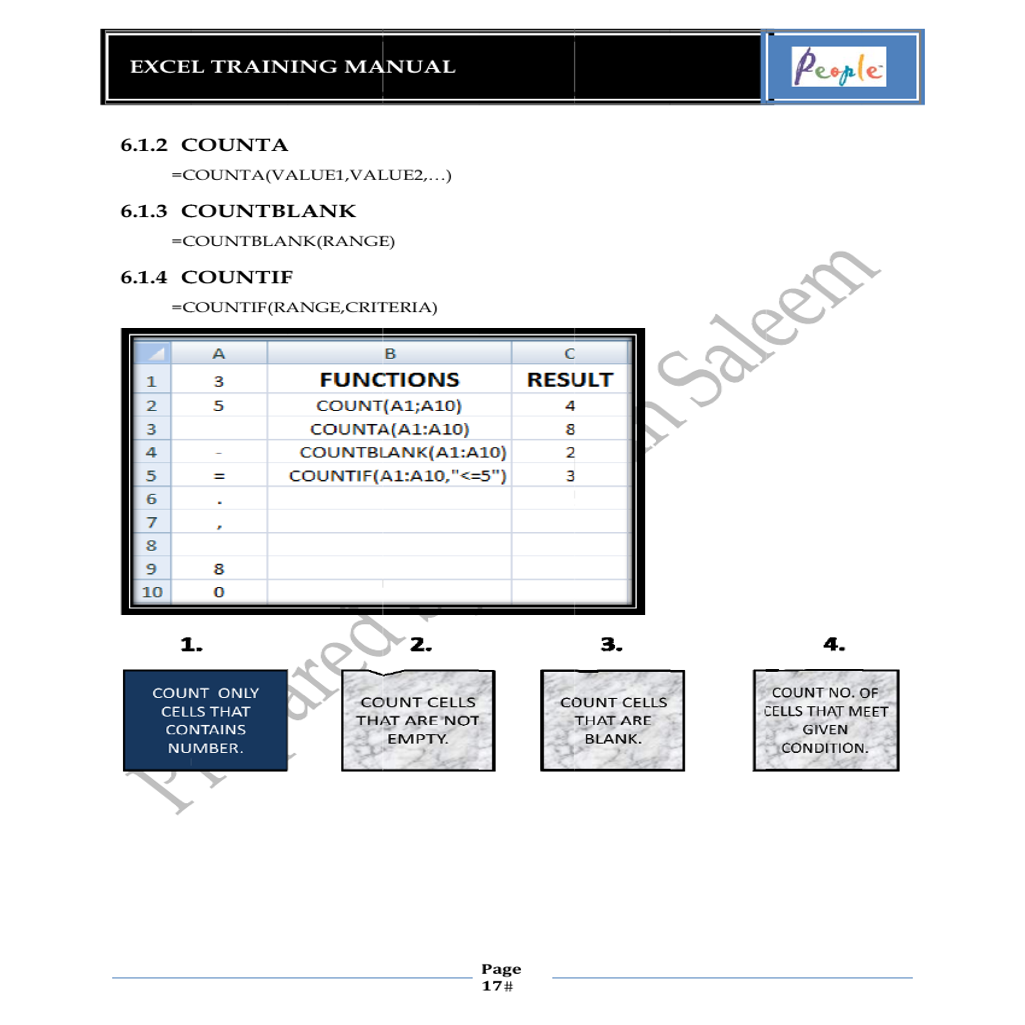 EXCEL TRAINING MANUAL
People
6.1.2 COUNTA
=COUNTA(VALUE1,VALUE2,…)
6.1.3 COUNTBLANK
=COUNTBLANK(RANGE)
6.1.4 COUNTIF
=COUNTIF(RANGE,CRITERIA)
A B C
1 3 FUNCTIONS RESULT
2 5 COUNT(A1;A10) 4
3 COUNTA(A1:A10) 8
4 - COUNTBLANK(A1:A10) 2
5 = COUNTIF(A1:A10,"<=5") 3
6 .
7 ,
8
9 8
10 0
1. 2. 3. 4.
COUNT ONLY
CELLS THAT
CONTAINS
NUMBER.
COUNT CELLS
THAT ARE NOT
EMPTY.
COUNT CELLS
THAT ARE
BLANK.
COUNT NO. OF
CELLS THAT MEET
GIVEN
CONDITION.
Saleem
Page
17#